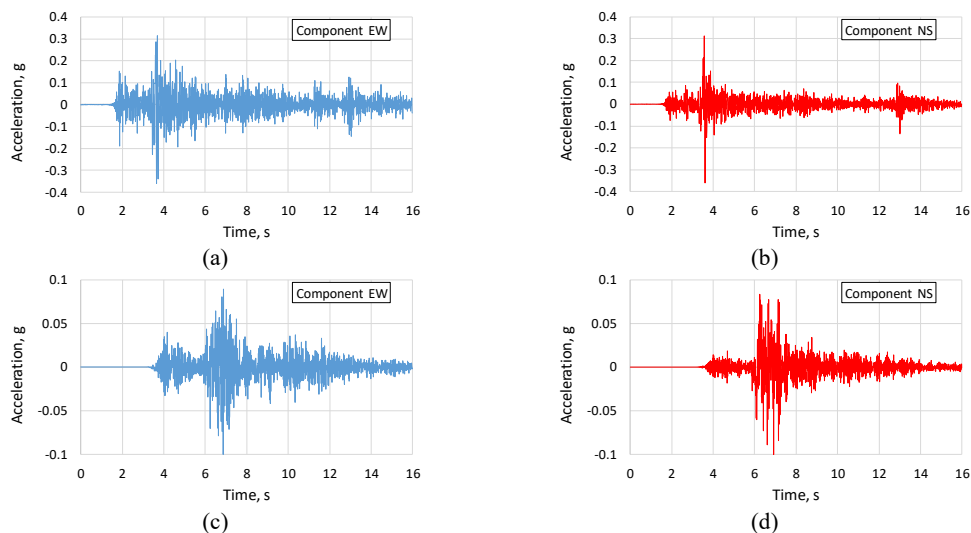 Component EW
Acceleration, g
0.4
0.3
0.2
0.1
0
-0.1
-0.2
-0.3
-0.4
0 2 4 6 8 10 12 14 16
Time, s
(a)
Component NS
Acceleration, g
0.4
0.3
0.2
0.1
0
-0.1
-0.2
-0.3
-0.4
0 2 4 6 8 10 12 14 16
Time, s
(b)
Component EW
Acceleration, g
0.1
0.05
0
-0.05
-0.1
0 2 4 6 8 10 12 14 16
Time, s
(c)
Component NS
Acceleration, g
0.1
0.05
0
-0.05
-0.1
0 2 4 6 8 10 12 14 16
Time, s
(d)